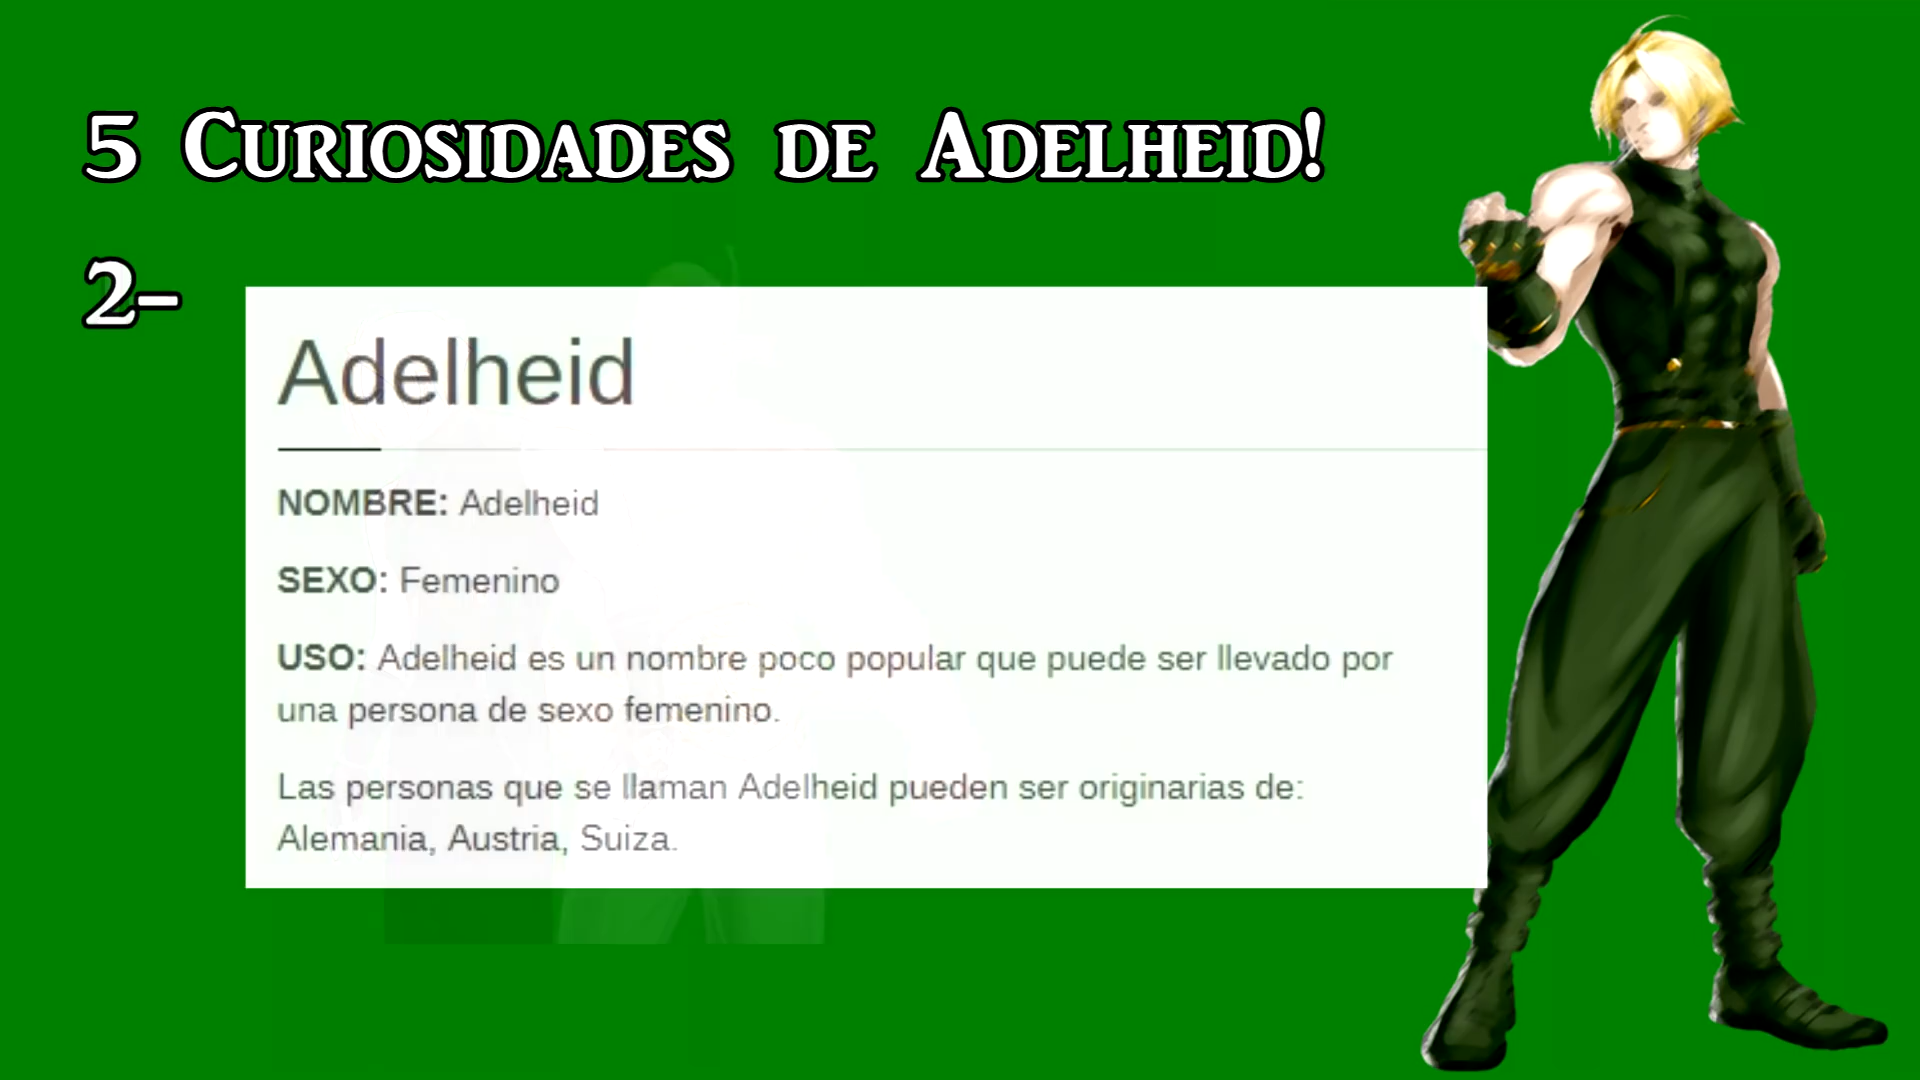 5 Curiosidades de Adelheid!
2-
Adelheid
NOMBRE: Adelheid
SEXO: Femenino
USO: Adelheid es un nombre poco popular que puede ser llevado por
una persona de sexo femenino.
Las personas que se llaman Adelheid pueden ser originarias de:
Alemania, Austria, Suiza.